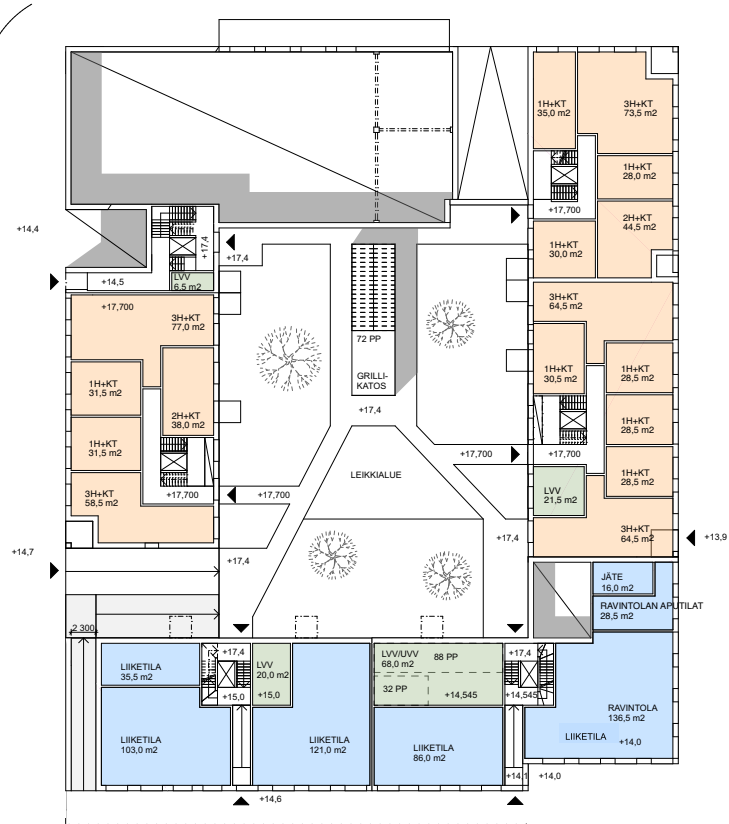 1H+KT
35,0 m2
3H+KT
73,5 m2
1H+KT
28,0 m2
+17,700
2H+KT
44,5 m2
1H+KT
30,0 m2
+14,4
+17,4
+17,4
+14,5
LVV
6,5 m2
+17,700
3H+KT
77,0 m2
3H+KT
64,5 m2
72 PP
GRILLI-
KATOS
+17,4
1H+KT
31,5 m2
2H+KT
38,0 m2
1H+KT
30,5 m2
1H+KT
28,5 m2
1H+KT
31,5 m2
1H+KT
28,5 m2
+17,700
+17,700
LEIKKIALUE
1H+KT
28,5 m2
3H+KT
58,5 m2
+17,700
+17,700
LVV
21,5 m2
3H+KT
64,5 m2
+17,4
+13,9
+14,7
+17,4
JÄTE
16,0 m2
RAVINTOLAN APUTILAT
28,5 m2
2 300
LIIKETILA
35,5 m2
+17,4
LVV
20,0 m2
LVV/UVV
68,0 m2
88 PP
+17,4
+15,0
+15,0
32 PP
+14,545
+14,545
RAVINTOLA
136,5 m2
LIIKETILA
+14,0
LIIKETILA
103,0 m2
LIIKETILA
121,0 m2
LIIKETILA
86,0 m2
+14,1
+14,0
+14,6